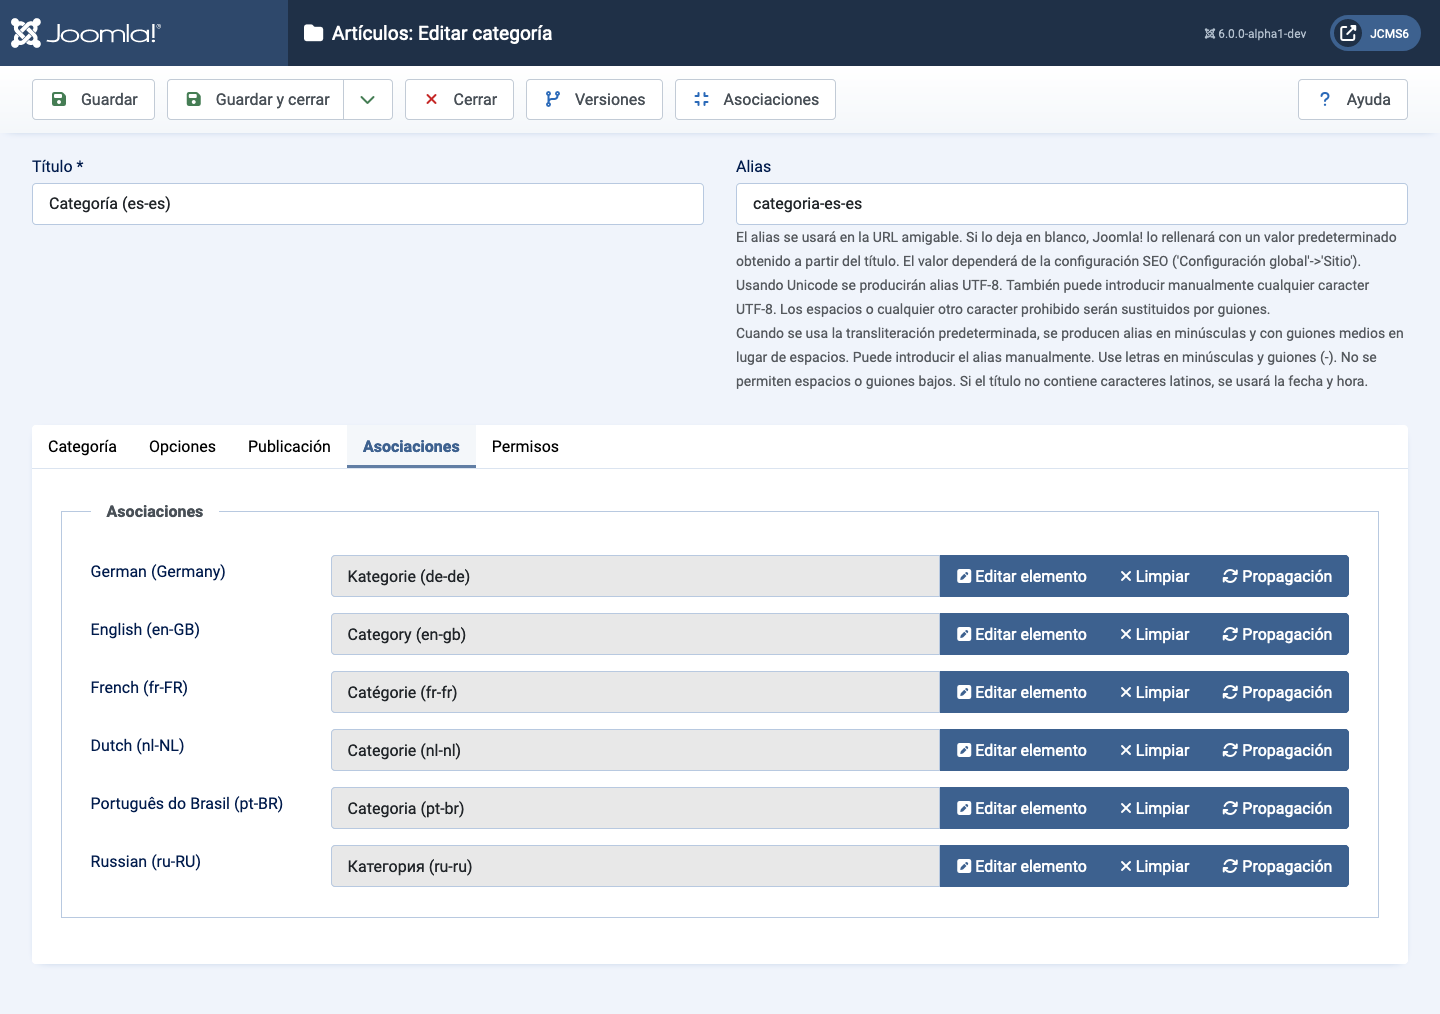 Joomla!®
Artículos: Editar categoría
6.0.0-alpha1-dev
JCMS6
Guardar
Guardar y cerrar
Cerrar
Versiones
Asociaciones
Ayuda
Título *
Categoría (es-es)
Alias
categoria-es-es
El alias se usará en la URL amigable. Si lo deja en blanco, Joomla! lo rellenará con un valor predeterminado
obtenido a partir del título. El valor dependerá de la configuración SEO ('Configuración global'->'Sitio').
Usando Unicode se producirán alias UTF-8. También puede introducir manualmente cualquier caracter
UTF-8. Los espacios o cualquier otro caracter prohibido serán sustituidos por guiones.
Cuando se usa la transliteración predeterminada, se producen alias en minúsculas y con guiones medios en
lugar de espacios. Puede introducir el alias manualmente. Use letras en minúsculas y guiones (-). No se
permiten espacios o guiones bajos. Si el título no contiene caracteres latinos, se usará la fecha y hora.
Categoría
Opciones
Publicación
Asociaciones
Permisos
Asociaciones
German (Germany)
Kategorie (de-de)
Editar elemento
Limpiar
Propagación
English (en-GB)
Category (en-gb)
Editar elemento
Limpiar
Propagación
French (fr-FR)
Catégorie (fr-fr)
Editar elemento
Limpiar
Propagación
Dutch (nl-NL)
Categorie (nl-nl)
Editar elemento
Limpiar
Propagación
Português do Brasil (pt-BR)
Categoria (pt-br)
Editar elemento
Limpiar
Propagación
Russian (ru-RU)
Категория (ru-ru)
Editar elemento
Limpiar
Propagación